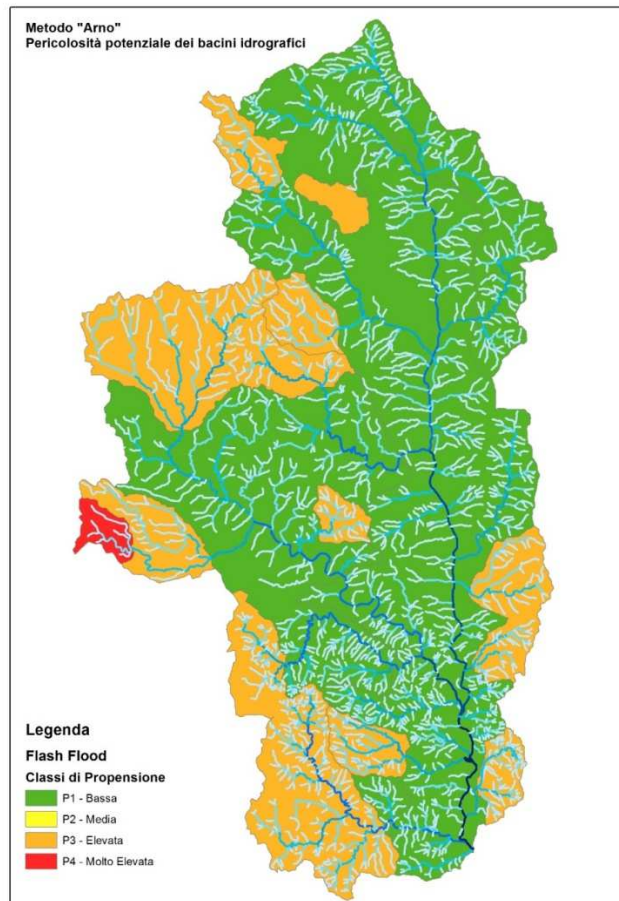 Metodo "Arno"
Pericolosità potenziale dei bacini idrografici
Legenda
Flash Flood
Classi di Propensione
P1 - Bassa
P2 - Media
P3 - Elevata
P4 - Molto Elevata